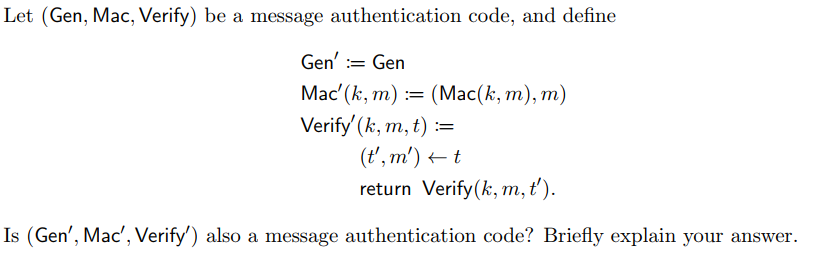 Let (Gen, Mac, Verify) be a message authentication code, and define
Gen′ := Gen
Mac′(k, m) := (Mac(k, m), m)
Verify′(k, m, t) :=
(t′, m′) ← t
return Verify(k, m, t′).
Is (Gen′, Mac′, Verify′) also a message authentication code? Briefly explain your answer.